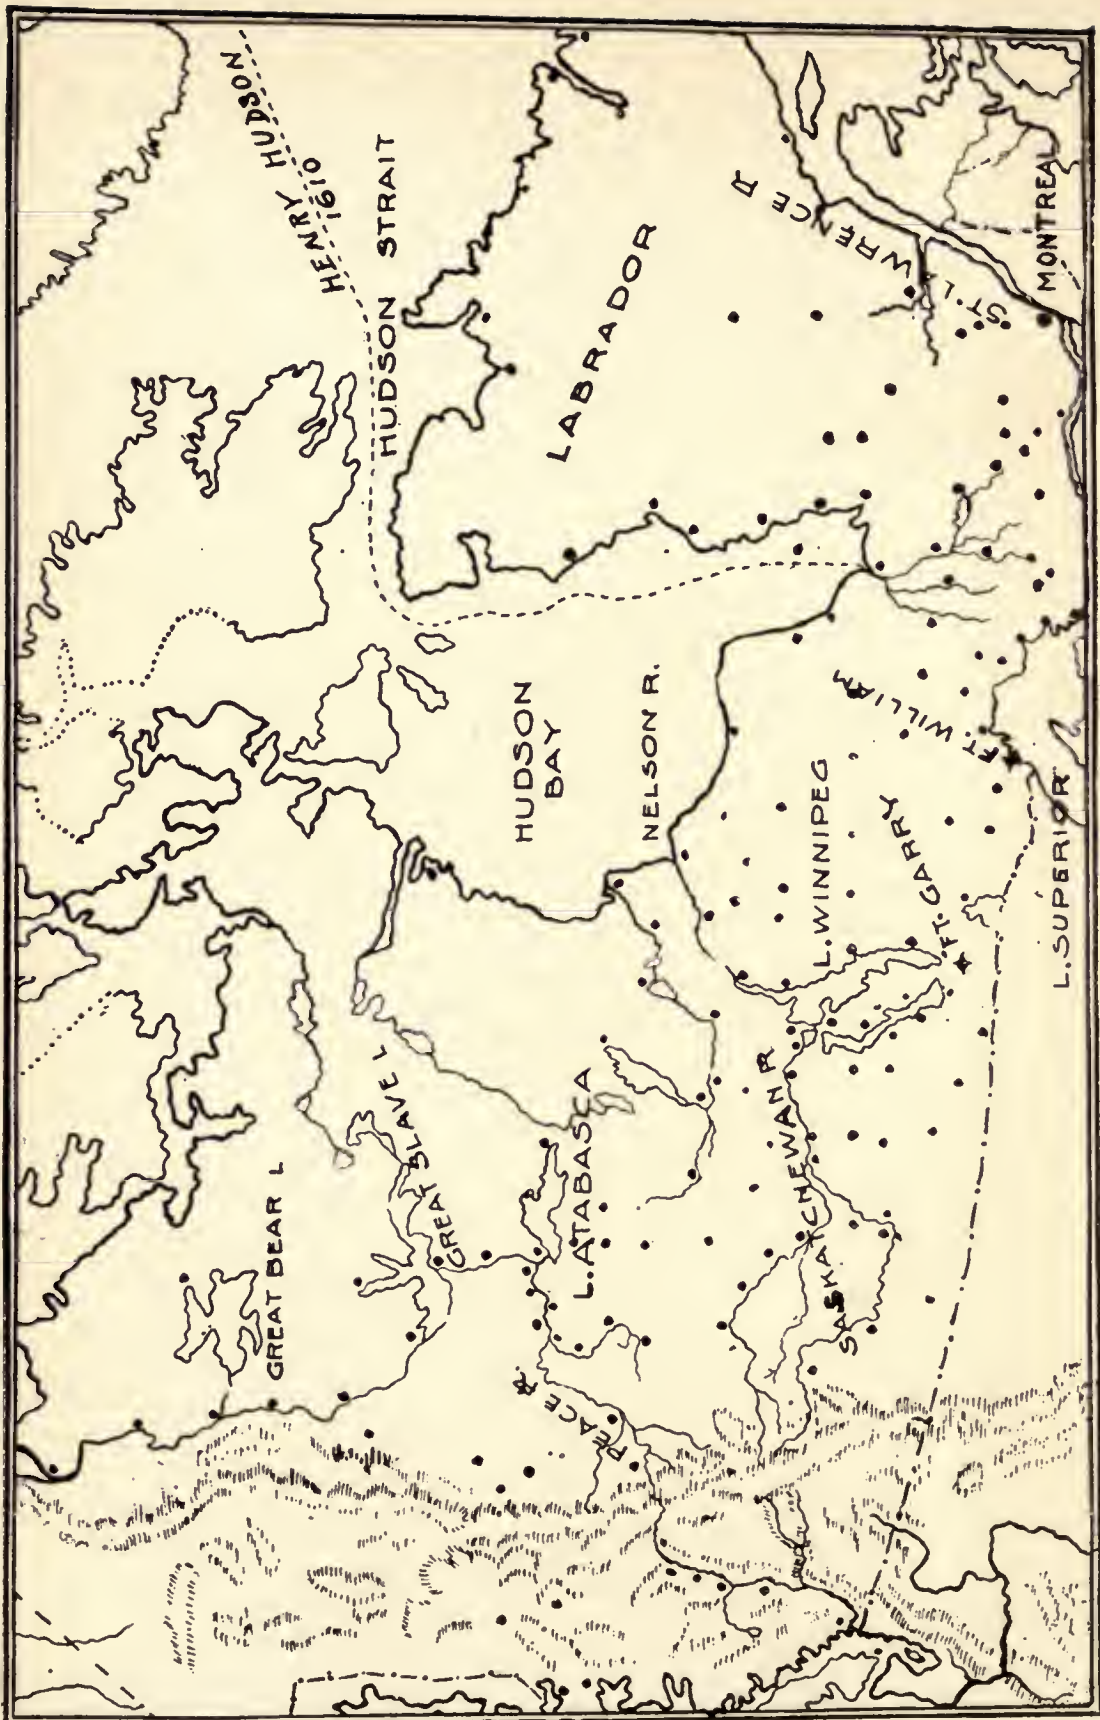 HENRY HUDSON
1610
HUDSON STRAIT
LABRADOR
GREAT BEAR L
GREAT SLAVE L
HUDSON
BAY
NELSON R.
L. ATABASCA
PEACE R
L. WINNIPEG
SASKATCHEWAN R
FT. GARRY
FT. WILLIAM
ST. LAWRENCE R
MONTREAL
L. SUPERIOR